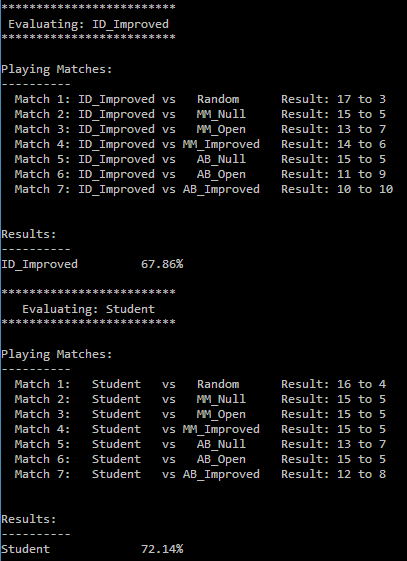 *************************
Evaluating: ID_Improved
*************************
Playing Matches:
----------
Match 1: ID_Improved vs Random Result: 17 to 3
Match 2: ID_Improved vs MM_Null Result: 15 to 5
Match 3: ID_Improved vs MM_Open Result: 13 to 7
Match 4: ID_Improved vs MM_Improved Result: 14 to 6
Match 5: ID_Improved vs AB_Null Result: 15 to 5
Match 6: ID_Improved vs AB_Open Result: 11 to 9
Match 7: ID_Improved vs AB_Improved Result: 10 to 10
Results:
----------
ID_Improved 67.86%
*************************
Evaluating: Student
*************************
Playing Matches:
----------
Match 1: Student vs Random Result: 16 to 4
Match 2: Student vs MM_Null Result: 15 to 5
Match 3: Student vs MM_Open Result: 15 to 5
Match 4: Student vs MM_Improved Result: 15 to 5
Match 5: Student vs AB_Null Result: 13 to 7
Match 6: Student vs AB_Open Result: 15 to 5
Match 7: Student vs AB_Improved Result: 12 to 8
Results:
----------
Student 72.14%